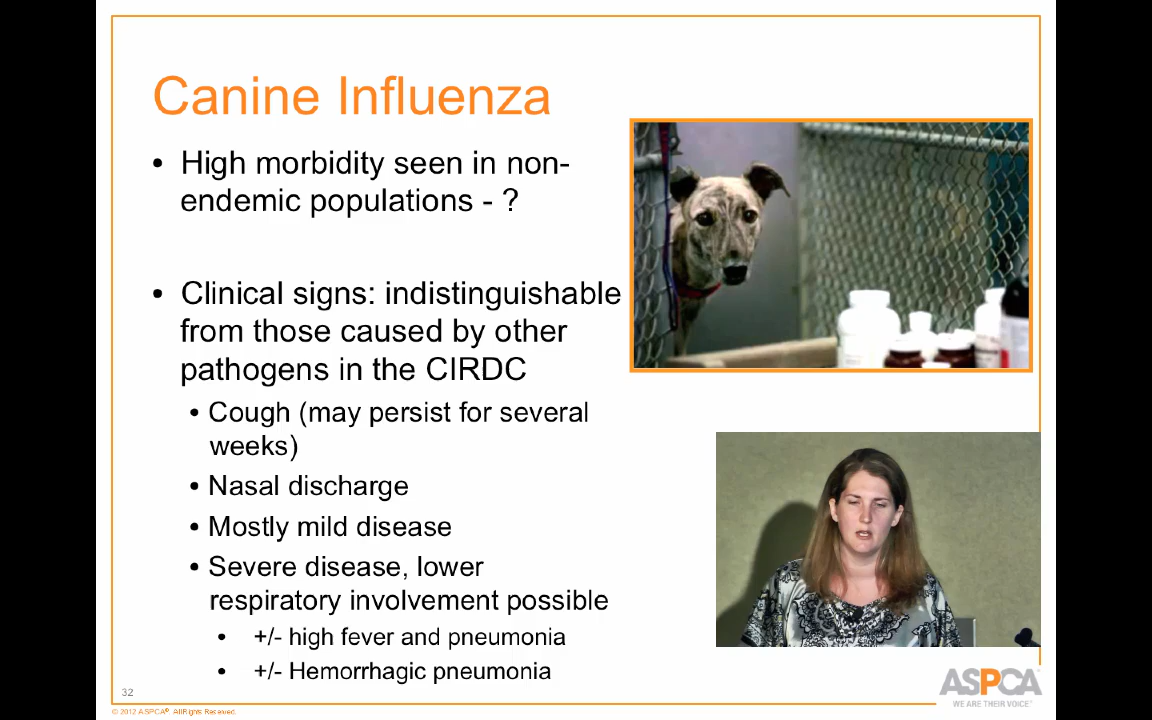 Canine Influenza
• High morbidity seen in non-
endemic populations - ?
• Clinical signs: indistinguishable
from those caused by other
pathogens in the CIRDC
• Cough (may persist for several
weeks)
• Nasal discharge
• Mostly mild disease
• Severe disease, lower
respiratory involvement possible
• +/- high fever and pneumonia
• +/- Hemorrhagic pneumonia
32
© 2012 ASPCA®. All Rights Reserved.
ASPCA
WE ARE THEIR VOICE®